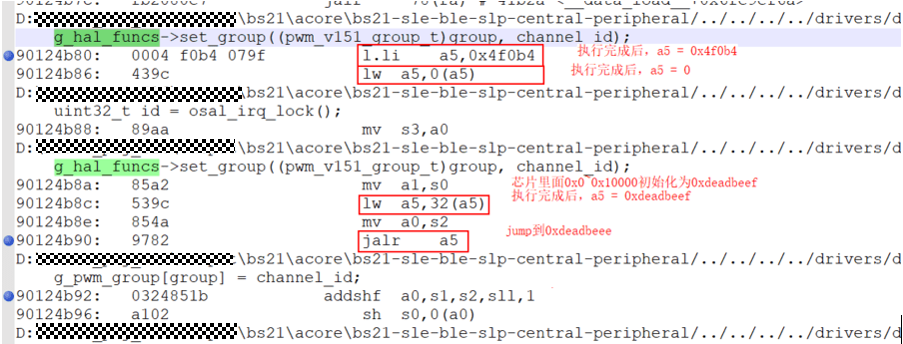 D:\bs21\acore\bs21-sle-ble-slp-central-peripheral/../../../../drivers/d
g_hal_funcs->set_group((pwm_v151_group_t)group, channel_id);
90124b80: 0004 f0b4 079f l.li a5,0x4f0b4 执行完成后，a5 = 0x4f0b4
90124b86: 439c lw a5,0(a5) 执行完成后，a5 = 0
D:\bs21\acore\bs21-sle-ble-slp-central-peripheral/../../../../drivers/d
uint32_t id = osal_irq_lock();
90124b88: 89aa mv s3,a0
D:\bs21\acore\bs21-sle-ble-slp-central-peripheral/../../../../drivers/d
g_hal_funcs->set_group((pwm_v151_group_t)group, channel_id);
90124b8a: 85a2 mv a1,s0 芯片里面0x0 0x10000初始化为0xdeadbeef
90124b8c: 539c lw a5,32(a5) 执行完成后，a5 = 0xdeadbeef
90124b8e: 854a mv a0,s2
90124b90: 9782 jalr a5 jump到0xdeadbeee
D:\bs21\acore\bs21-sle-ble-slp-central-peripheral/../../../../drivers/d
g_pwm_group[group] = channel_id;
90124b92: 0324851b addshf a0,s1,s2,sll,1
90124b96: a102 sh s0,0(a0)
D:\bs21\acore\bs21-sle-ble-slp-central-peripheral/../../../../drivers/d